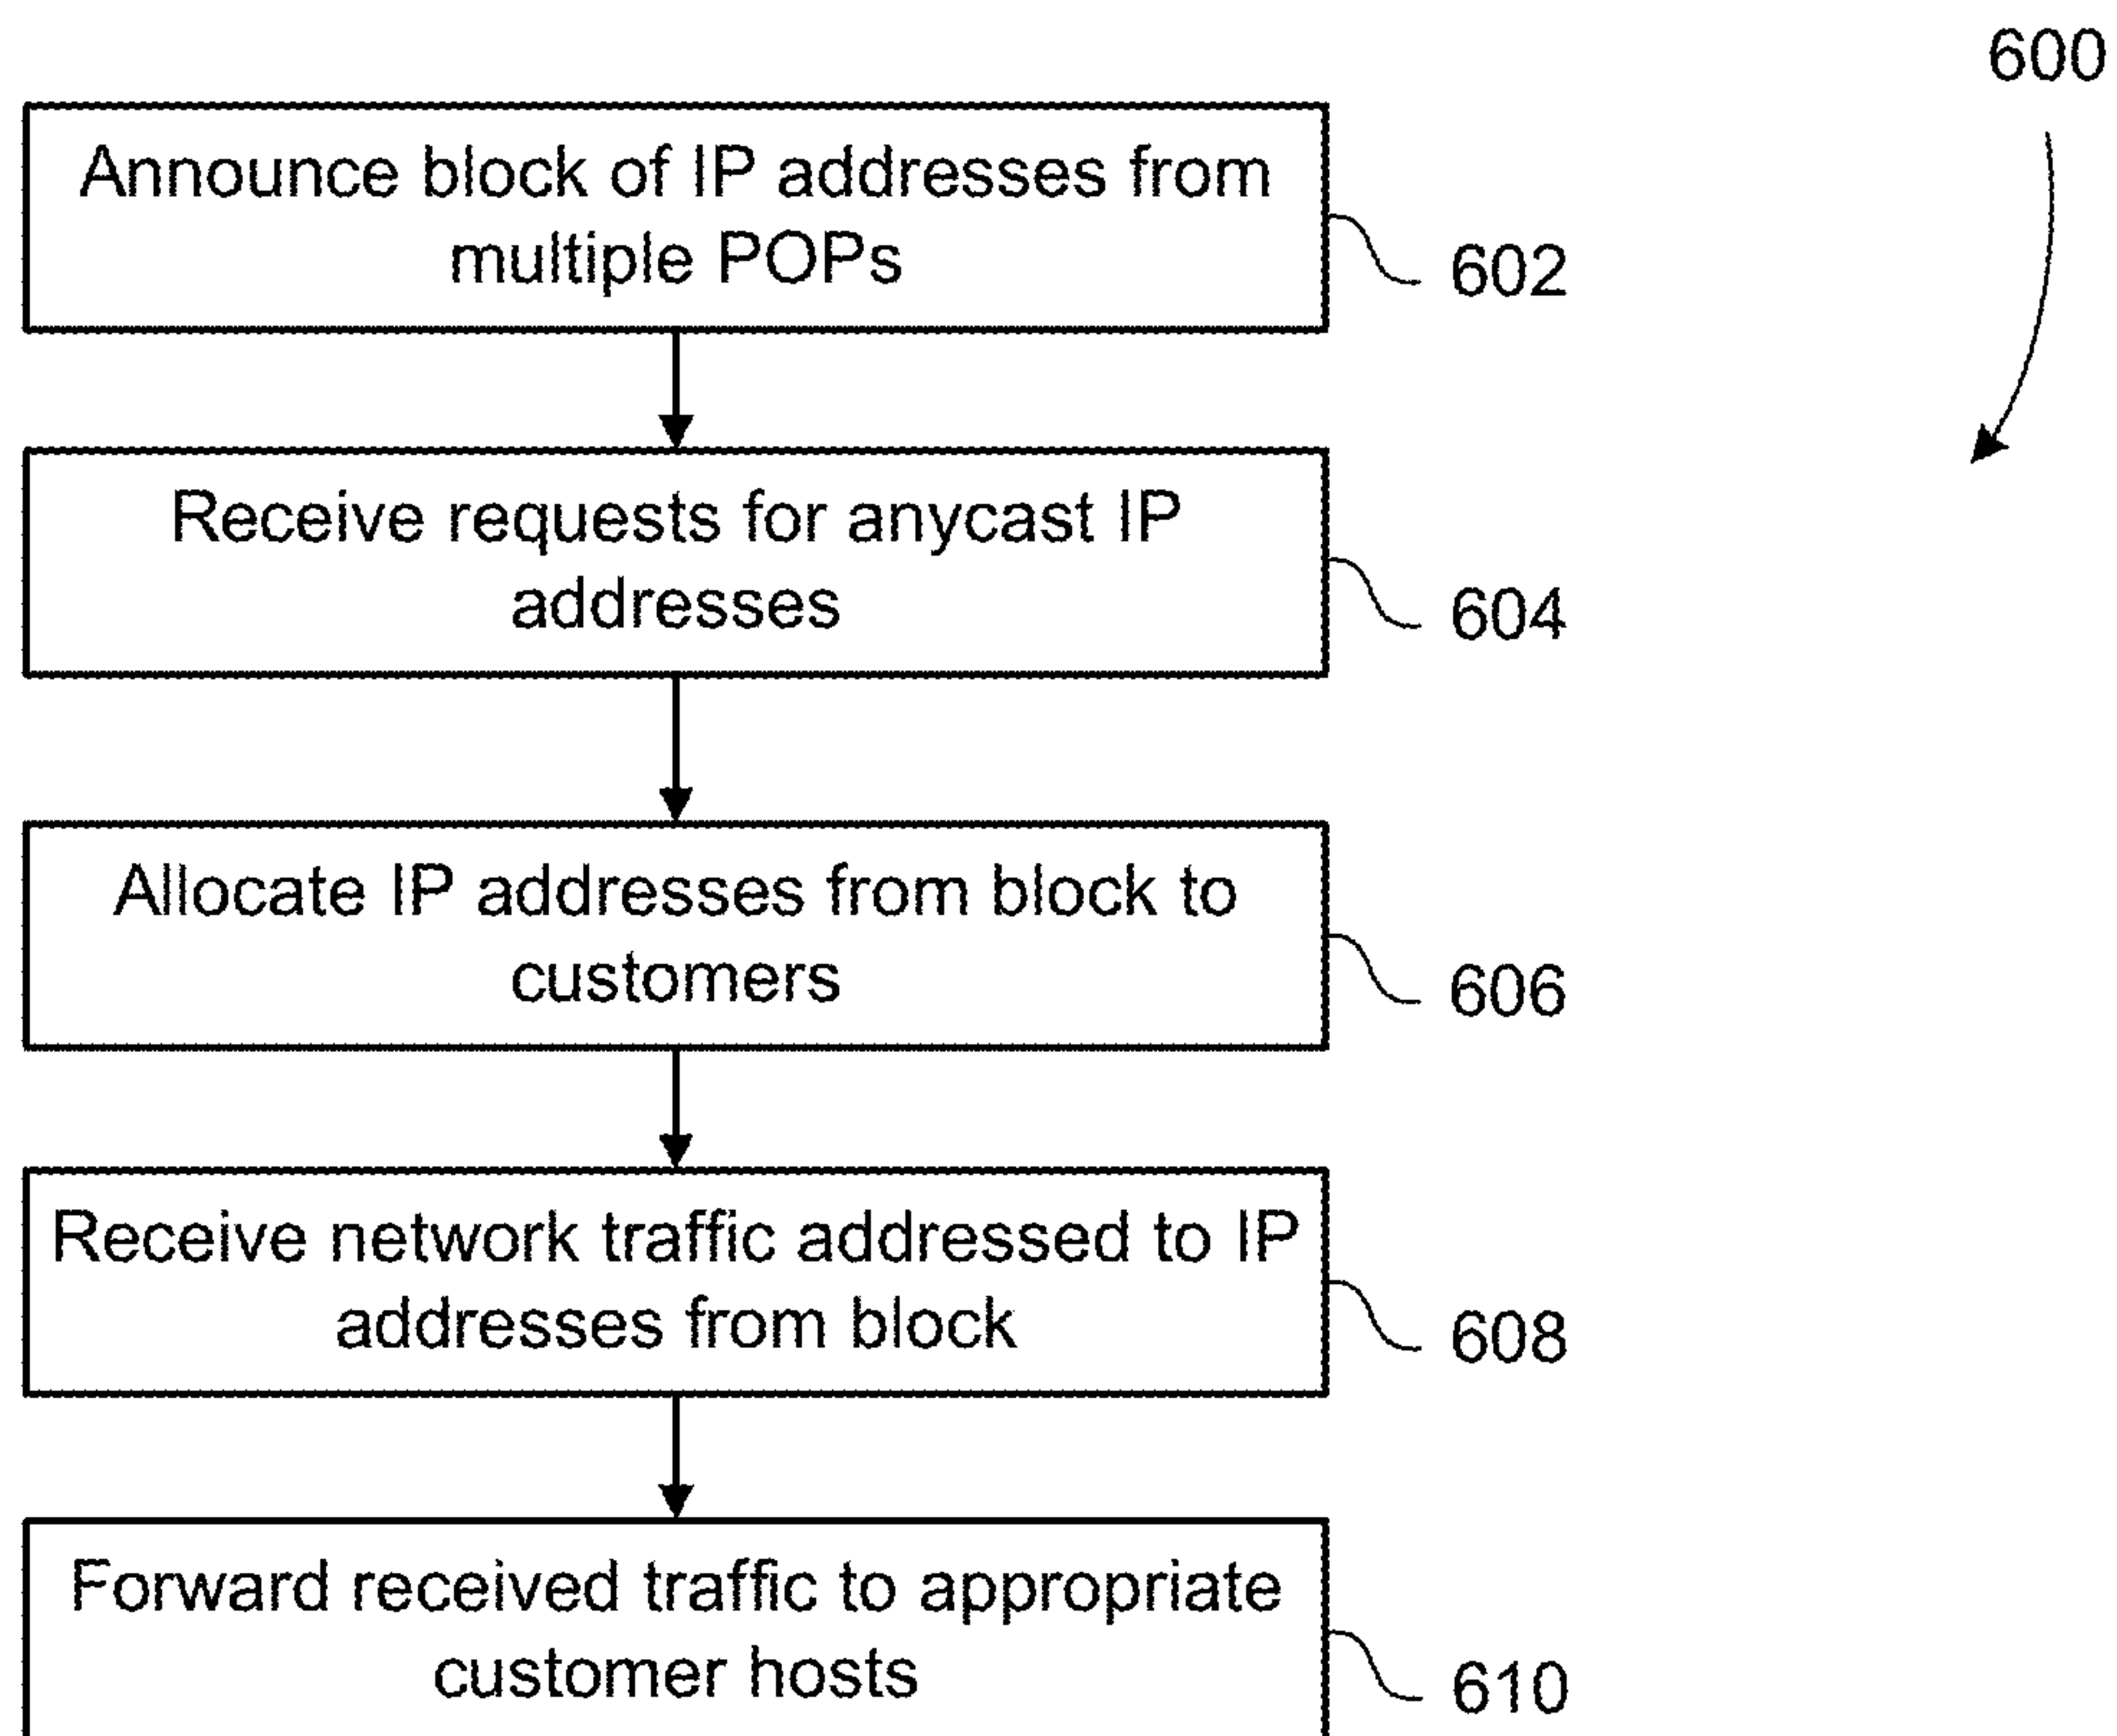 600
Announce block of IP addresses from
multiple POPs
602
Receive requests for anycast IP
addresses
604
Allocate IP addresses from block to
customers
606
Receive network traffic addressed to IP
addresses from block
608
Forward received traffic to appropriate
customer hosts
610